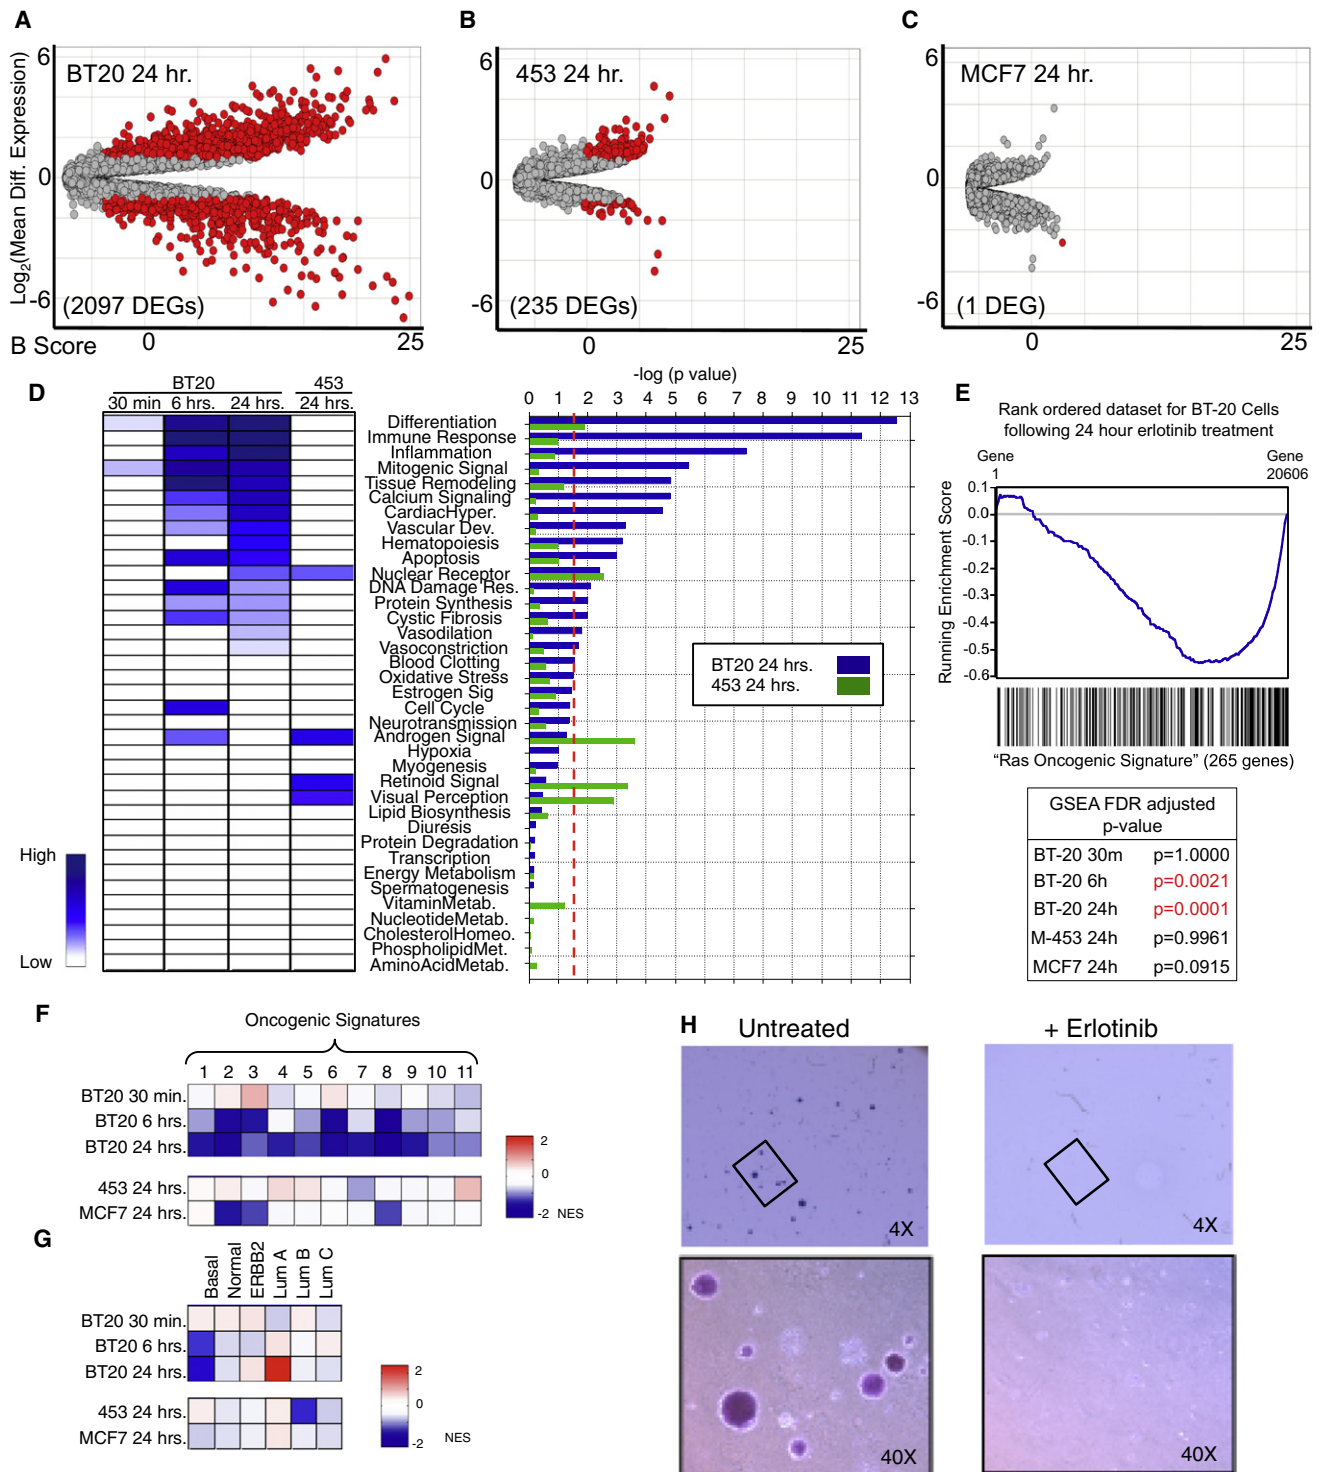 A
B
C
6
0
-6
Log2(Mean Diff. Expression)
BT20 24 hr.
(2097 DEGs)
B Score
0
25
6
0
-6
453 24 hr.
(235 DEGs)
0
25
6
0
-6
MCF7 24 hr.
(1 DEG)
0
25
D
BT20
453
30 min
6 hrs.
24 hrs.
24 hrs.
-log (p value)
0 1 2 3 4 5 6 7 8 9 10 11 12 13
Differentiation
Immune Response
Inflammation
Mitogenic Signal
Tissue Remodeling
Calcium Signaling
CardiacHyper.
Vascular Dev.
Hematopoiesis
Apoptosis
Nuclear Receptor
DNA Damage Res.
Protein Synthesis
Cystic Fibrosis
Vasodilation
Vasoconstriction
Blood Clotting
Oxidative Stress
Estrogen Sig
Cell Cycle
Neurotransmission
Androgen Signal
Hypoxia
Myogenesis
Retinoid Signal
Visual Perception
Lipid Biosynthesis
Diuresis
Protein Degradation
Transcription
Energy Metabolism
Spermatogenesis
VitaminMetab.
NucleotideMetab.
CholesterolHomeo.
PhospholipidMet.
AminoAcidMetab.
BT20 24 hrs.
453 24 hrs.
High
Low
E
Rank ordered dataset for BT-20 Cells
following 24 hour erlotinib treatment
Gene
1
Gene
20606
Running Enrichment Score
0.1
0.0
-0.1
-0.2
-0.3
-0.4
-0.5
-0.6
“Ras Oncogenic Signature” (265 genes)
GSEA FDR adjusted
p-value
BT-20 30m p=1.0000
BT-20 6h p=0.0021
BT-20 24h p=0.0001
M-453 24h p=0.9961
MCF7 24h p=0.0915
F
Oncogenic Signatures
1 2 3 4 5 6 7 8 9 10 11
BT20 30 min.
BT20 6 hrs.
BT20 24 hrs.
453 24 hrs.
MCF7 24 hrs.
2
0
-2 NES
G
Basal
Normal
ERBB2
Lum A
Lum B
Lum C
BT20 30 min.
BT20 6 hrs.
BT20 24 hrs.
453 24 hrs.
MCF7 24 hrs.
2
0
-2 NES
H
Untreated
+ Erlotinib
4X
4X
40X
40X